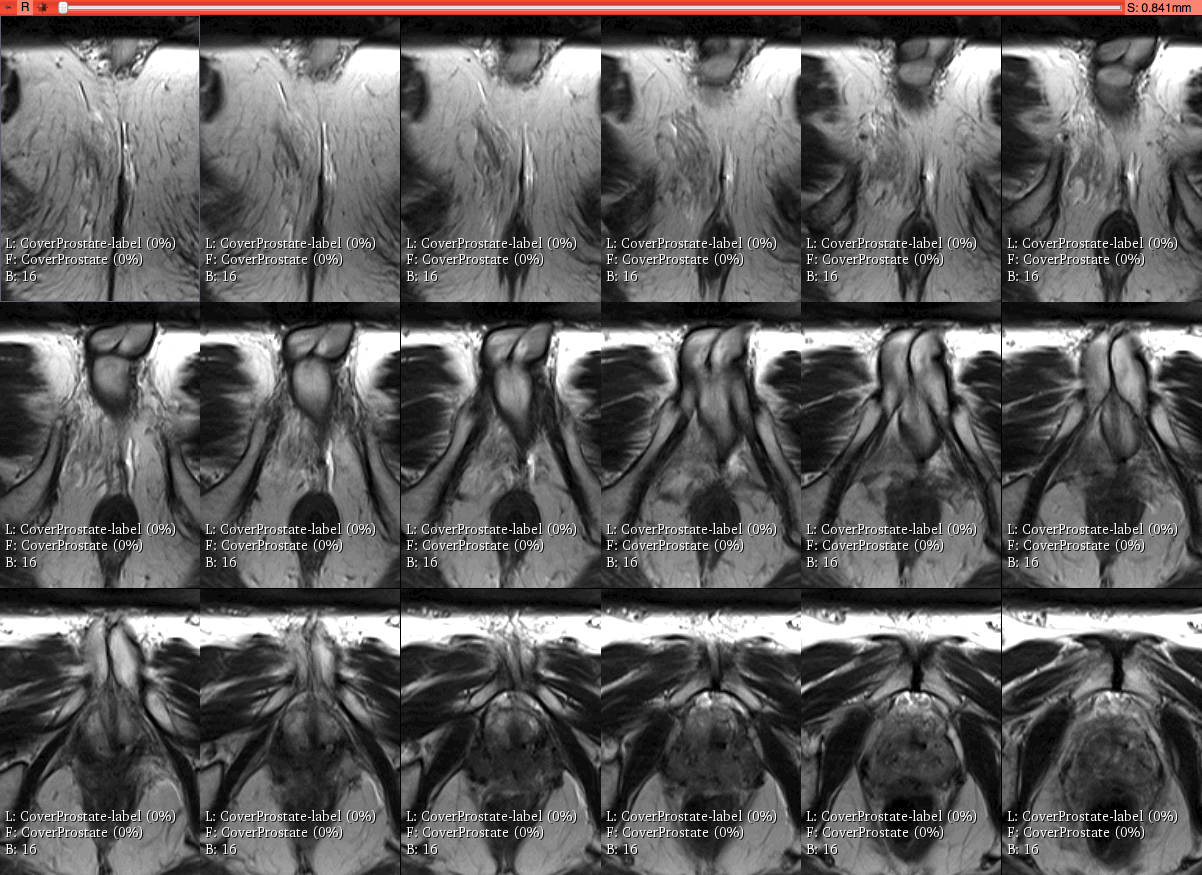 R
S: 0.841mm
L: CoverProstate-label (0%)
F: CoverProstate (0%)
B: 16
L: CoverProstate-label (0%)
F: CoverProstate (0%)
B: 16
L: CoverProstate-label (0%)
F: CoverProstate (0%)
B: 16
L: CoverProstate-label (0%)
F: CoverProstate (0%)
B: 16
L: CoverProstate-label (0%)
F: CoverProstate (0%)
B: 16
L: CoverProstate-label (0%)
F: CoverProstate (0%)
B: 16
L: CoverProstate-label (0%)
F: CoverProstate (0%)
B: 16
L: CoverProstate-label (0%)
F: CoverProstate (0%)
B: 16
L: CoverProstate-label (0%)
F: CoverProstate (0%)
B: 16
L: CoverProstate-label (0%)
F: CoverProstate (0%)
B: 16
L: CoverProstate-label (0%)
F: CoverProstate (0%)
B: 16
L: CoverProstate-label (0%)
F: CoverProstate (0%)
B: 16
L: CoverProstate-label (0%)
F: CoverProstate (0%)
B: 16
L: CoverProstate-label (0%)
F: CoverProstate (0%)
B: 16
L: CoverProstate-label (0%)
F: CoverProstate (0%)
B: 16
L: CoverProstate-label (0%)
F: CoverProstate (0%)
B: 16
L: CoverProstate-label (0%)
F: CoverProstate (0%)
B: 16
L: CoverProstate-label (0%)
F: CoverProstate (0%)
B: 16